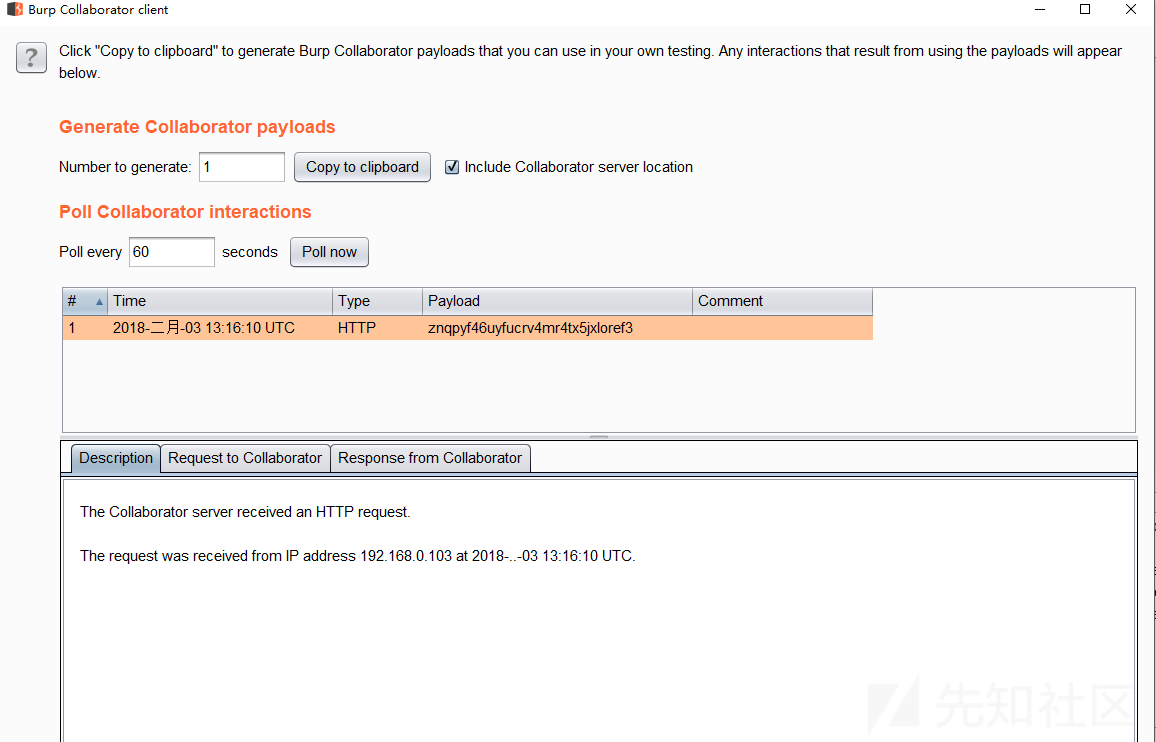 Burp Collaborator client
?
Click "Copy to clipboard" to generate Burp Collaborator payloads that you can use in your own testing. Any interactions that result from using the payloads will appear
below.
Generate Collaborator payloads
Number to generate: 1 Copy to clipboard Include Collaborator server location
Poll Collaborator interactions
Poll every 60 seconds Poll now
# Time Type Payload Comment
1 2018-二月-03 13:16:10 UTC HTTP znqpyf46uyfucrv4mr4tx5jxloref3
Description Request to Collaborator Response from Collaborator
The Collaborator server received an HTTP request.
The request was received from IP address 192.168.0.103 at 2018-..-03 13:16:10 UTC.
先知社区